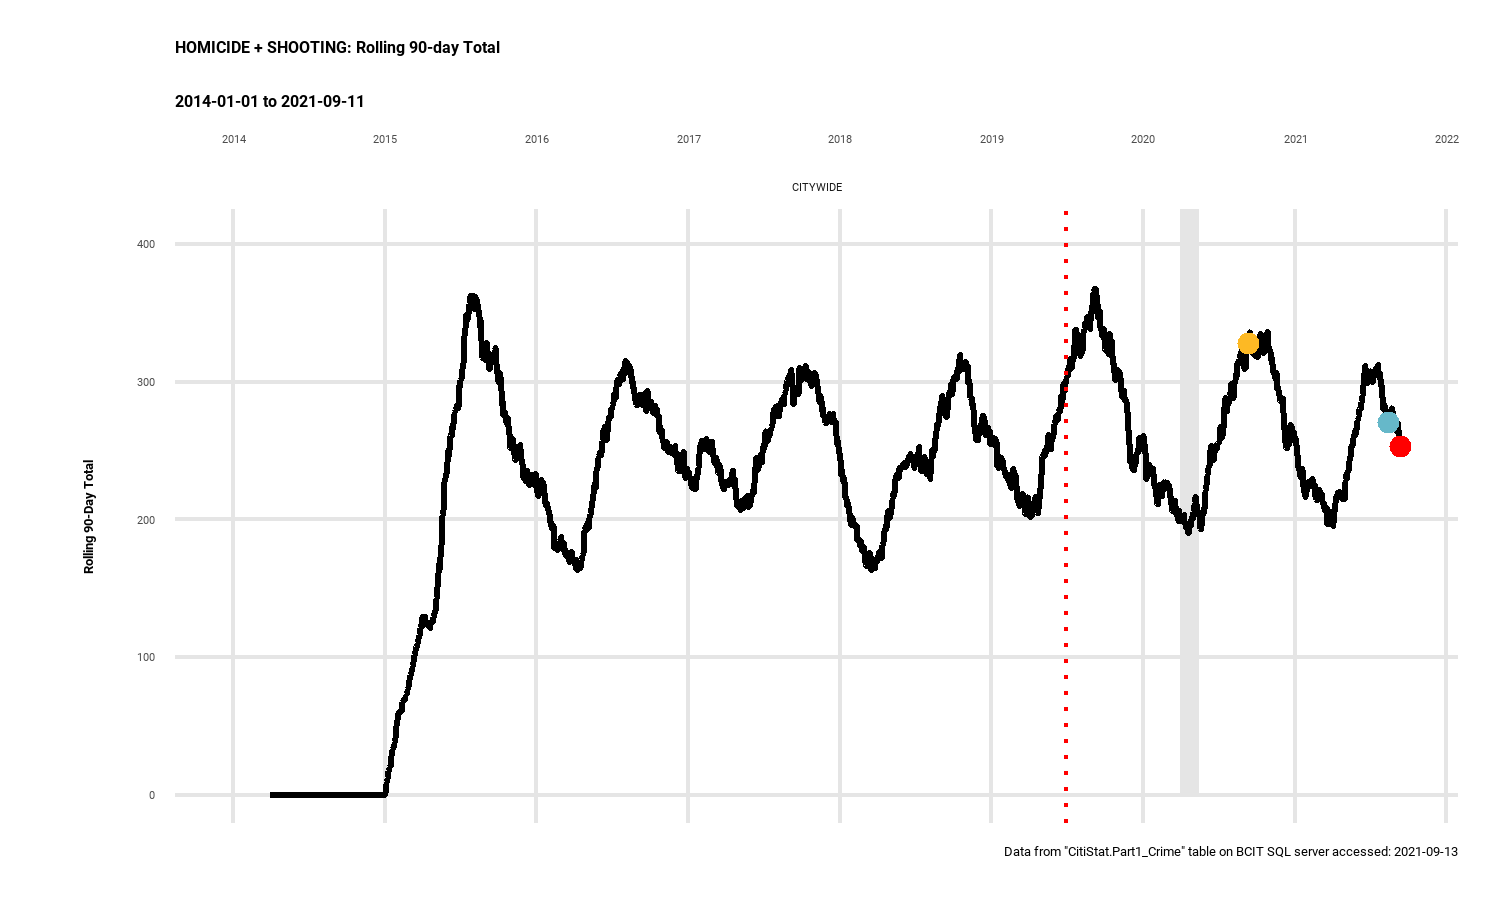 HOMICIDE + SHOOTING: Rolling 90-day Total
2014-01-01 to 2021-09-11
2014 2015 2016 2017 2018 2019 2020 2021 2022
CITYWIDE
400
300
200
100
0
Rolling 90-Day Total
Data from "CitiStat.Part1_Crime" table on BCIT SQL server accessed: 2021-09-13